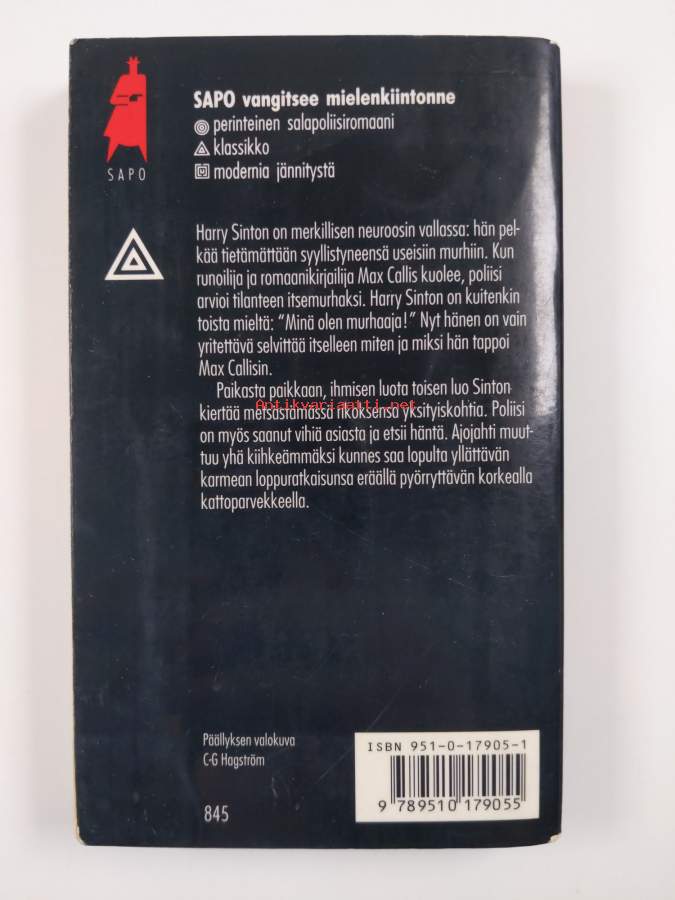 SAPO vangitsee mielenkiintonne
perinteinen salapoliisiromaani
klassikko
modernia jännitystä
SAPO
Harry Sinton on merkillisen neuroosin vallassa: hän pel-
kää tietämättään syyllistyneensä useisiin murhiin. Kun
runoilija ja romaanikirjailija Max Callis kuolee, poliisi
arvioi tilanteen itsemurhaksi. Harry Sinton on kuitenkin
toista mieltä: “Minä olen murhaaja!” Nyt hänen on vain
yritettävä selvittää itselleen miten ja miksi hän tappoi
Max Callisin.
Paikasta paikkaan, ihmisen luota toisen luo Sinton
Antikvariaatti.net
kiertää metsästämässä rikoksensa yksityiskohtia. Poliisi
on myös saanut vihiä asiasta ja etsii häntä. Ajojahti muut-
tuu yhä kiihkeämmäksi kunnes saa lopulta yllättävän
karmean loppuratkaisunsa eräällä pyörryttävän korkealla
kattoparvekkeella.
Päällyksen valokuva
C-G Hagström
845
ISBN 951-0-17905-1
9 789510 179055